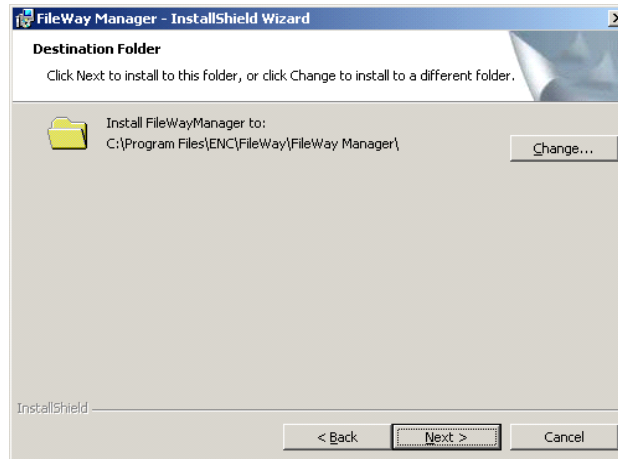 FileWay Manager - InstallShield Wizard
Destination Folder
Click Next to install to this folder, or click Change to install to a different folder.
Install FileWayManager to:
C:\Program Files\ENC\FileWay\FileWay Manager\
Change...
InstallShield
< Back
Next >
Cancel